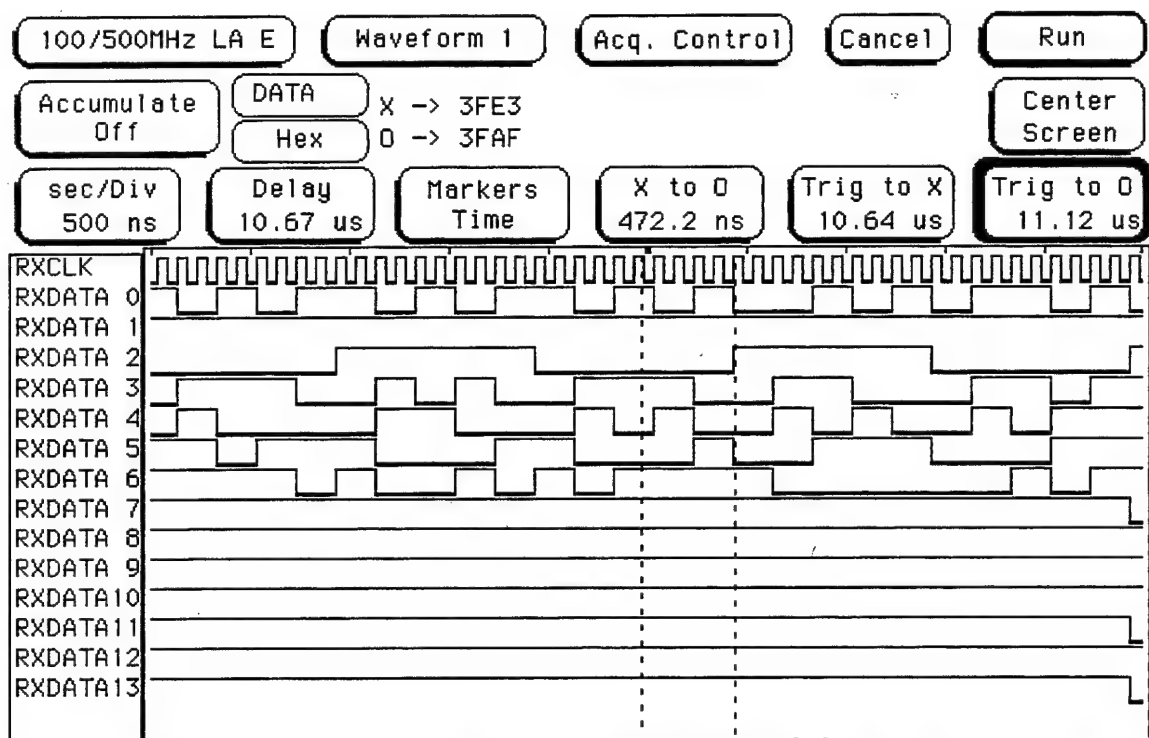 100/500MHz LA E Waveform 1 Acq. Control Cancel Run
Accumulate Off
DATA
Hex
X -> 3FE3
O -> 3FAF
Center Screen
sec/Div 500 ns
Delay 10.67 us
Markers Time
X to O 472.2 ns
Trig to X 10.64 us
Trig to O 11.12 us
RXCLK
RXDATA 0
RXDATA 1
RXDATA 2
RXDATA 3
RXDATA 4
RXDATA 5
RXDATA 6
RXDATA 7
RXDATA 8
RXDATA 9
RXDATA10
RXDATA11
RXDATA12
RXDATA13